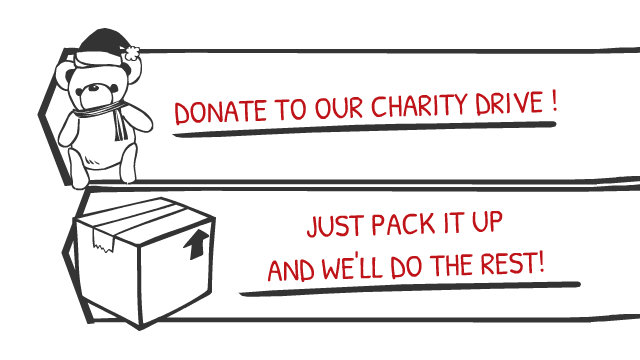 DONATE TO OUR CHARITY DRIVE !
JUST PACK IT UP
AND WE'LL DO THE REST!